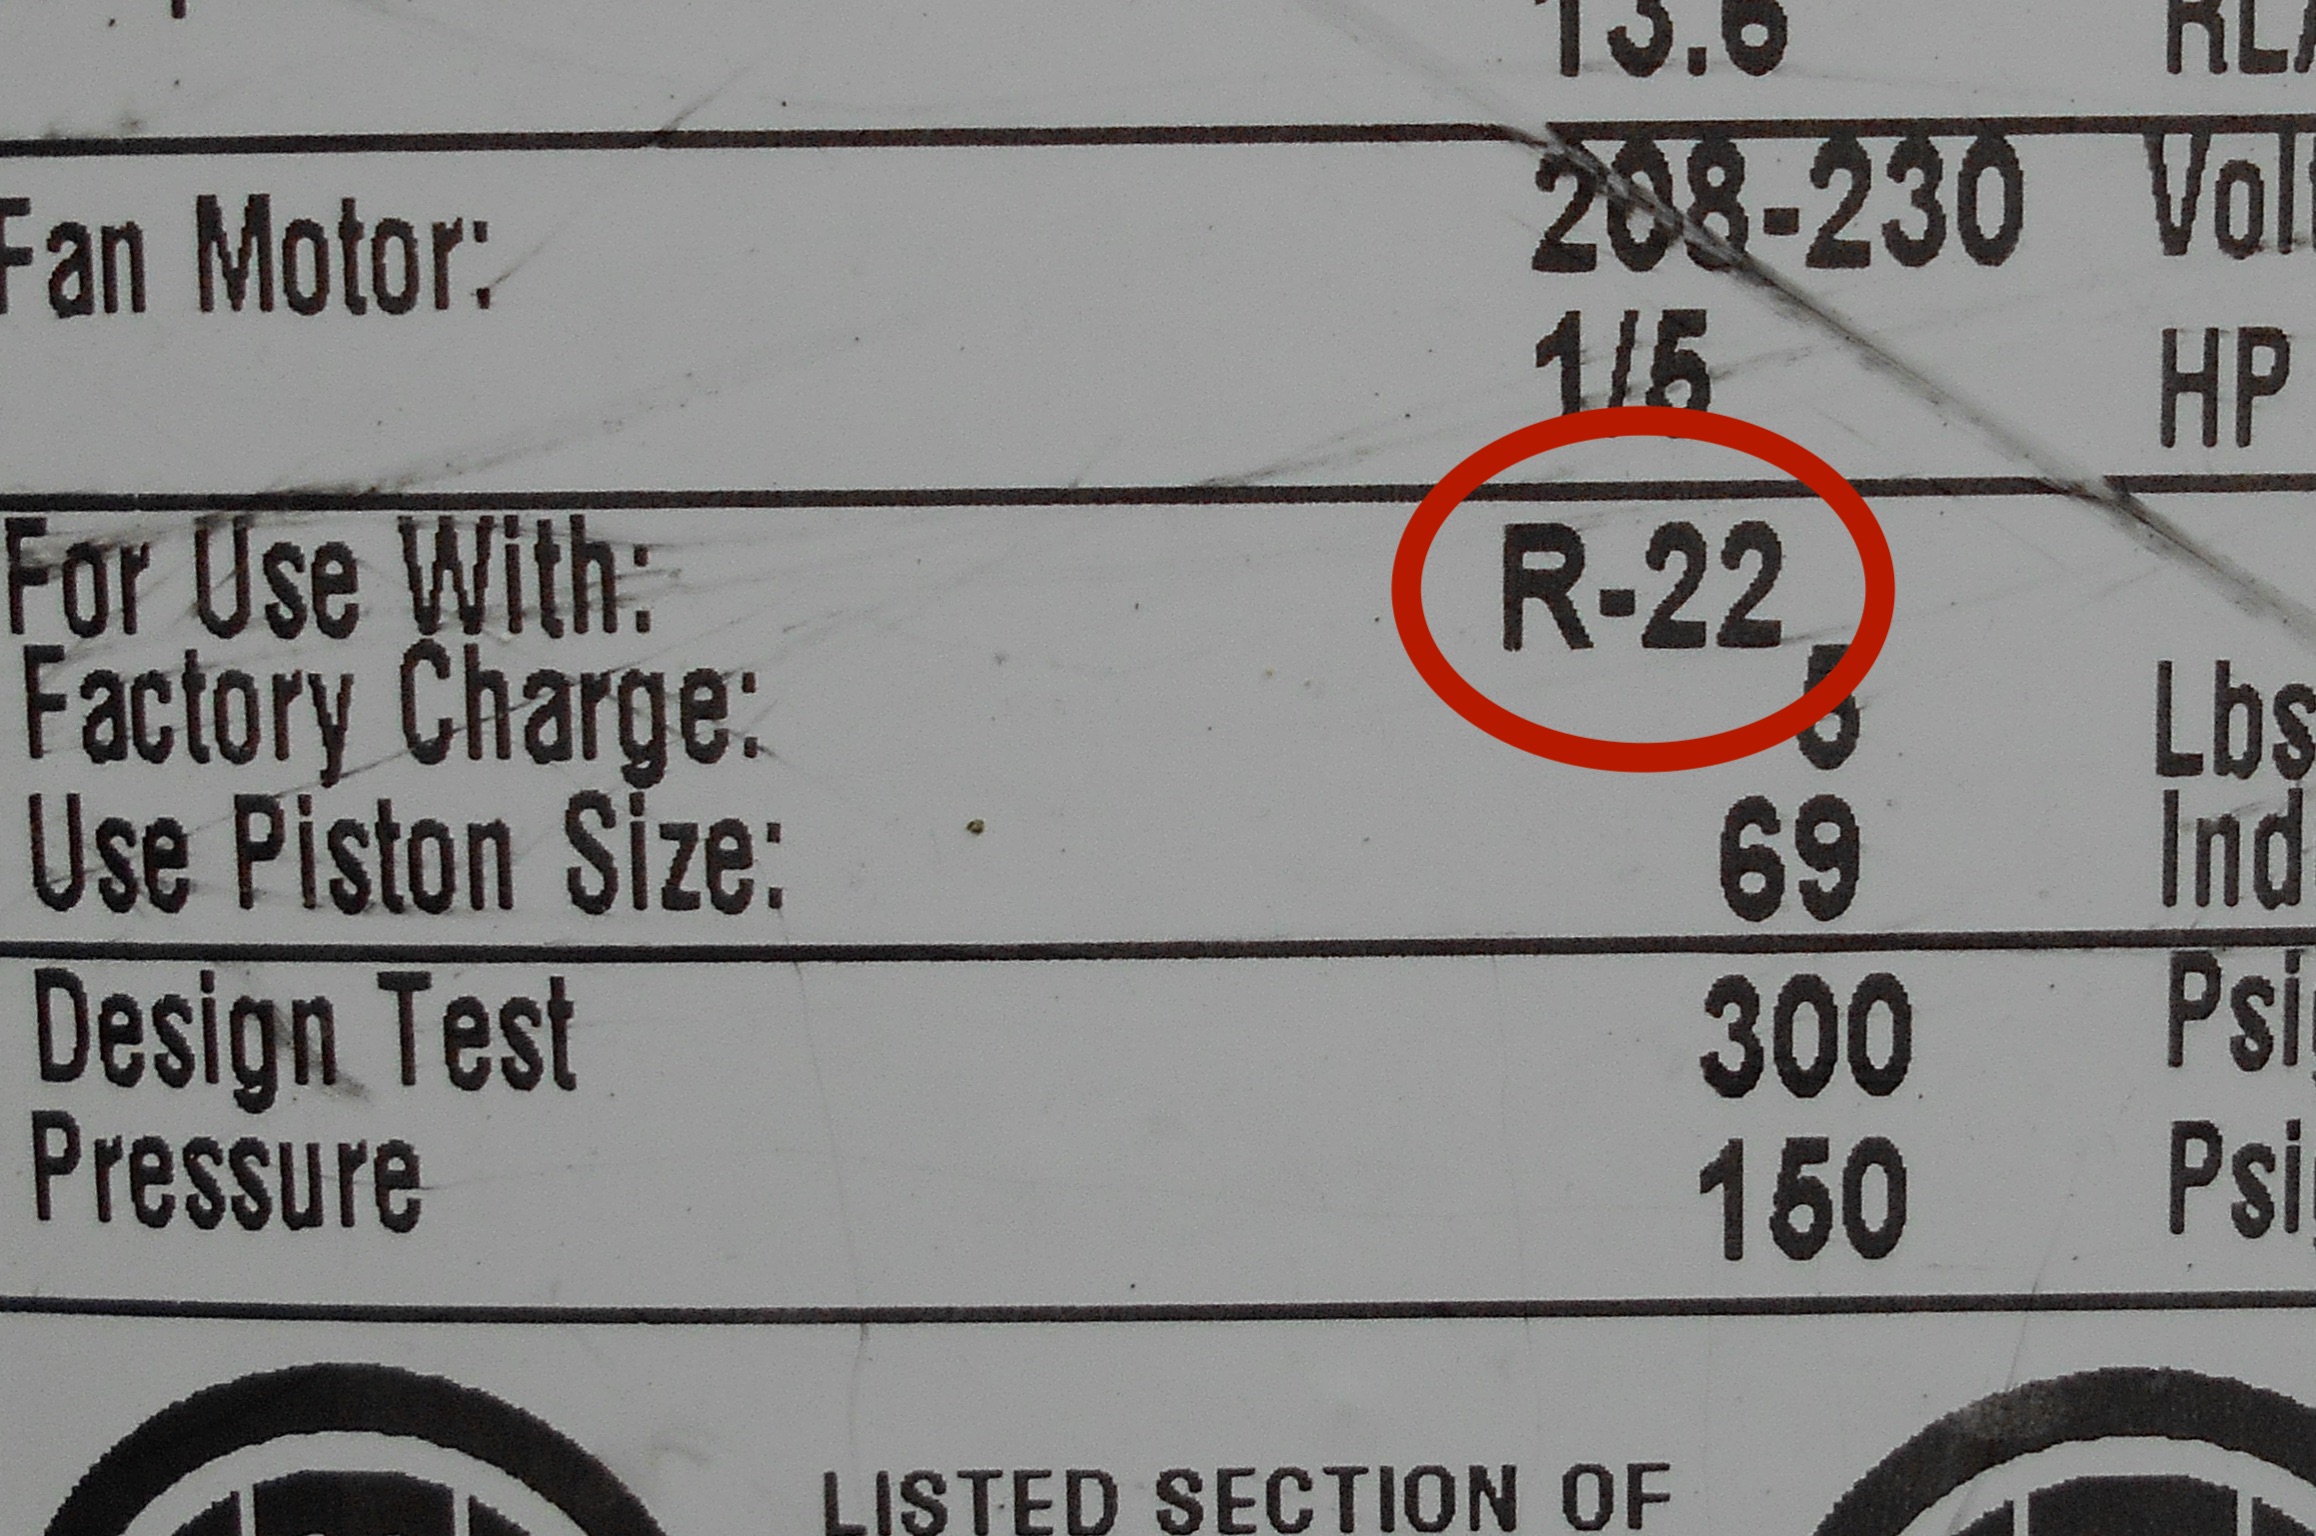 13.6 RLA
Fan Motor: 208-230 Vol
1/5 HP
For Use With: R-22
Factory Charge: 5 Lbs
Use Piston Size: 69 Ind
Design Test 300 Psi
Pressure 150 Psi
LISTED SECTION OF